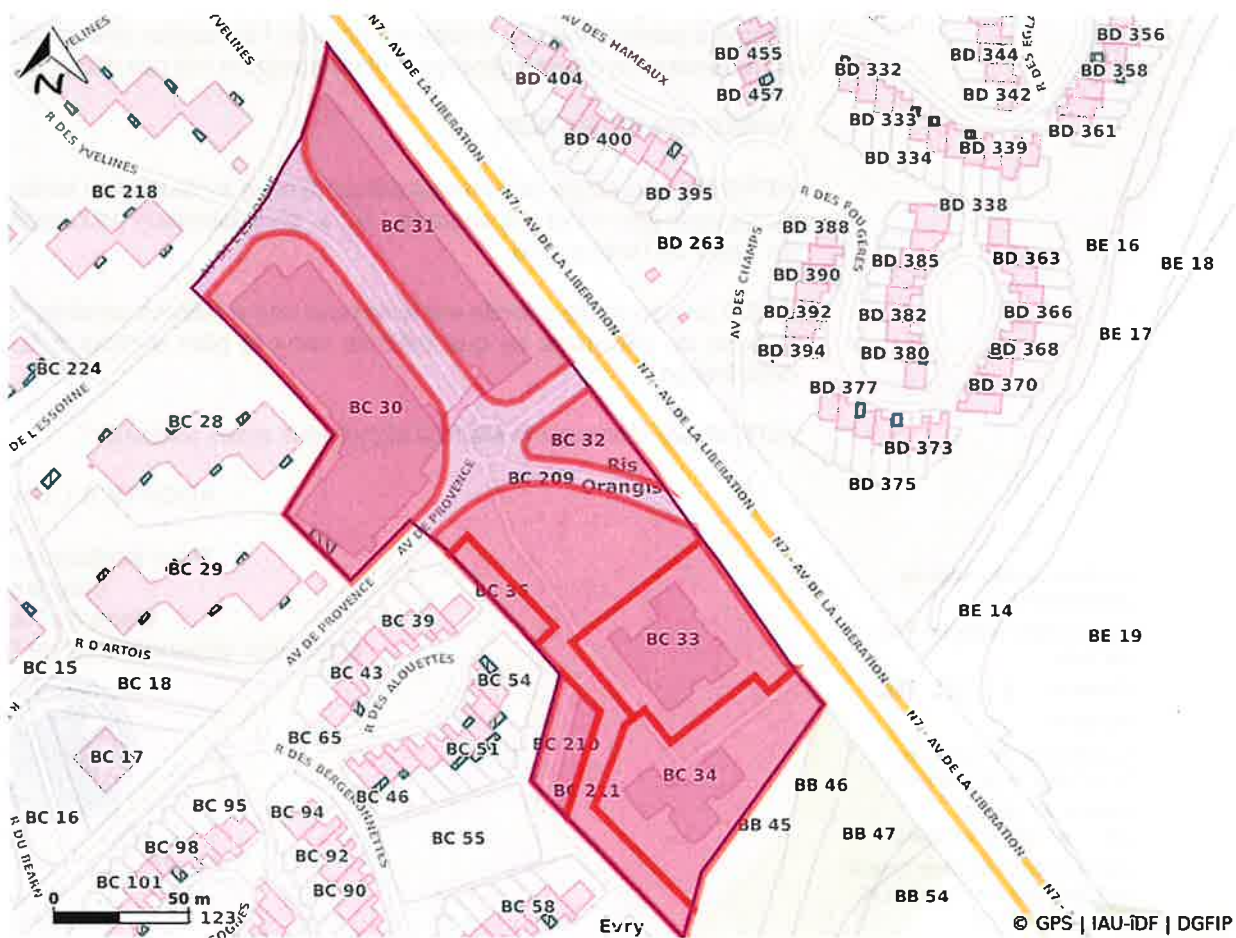 YVELINES
YVELINES
N7 - AV DE LA LIBERATION
AV DES HAMEAUX
BD 455
BD 344
R DES
BD 356
BD 404
BD 332
BD 358
BD 457
BD 342
Z
R DES YVELINES
BD 333
BD 361
BD 400
BD 339
BD 334
BC 218
BD 395
R DES FOUGERES
BD 338
N7 - AV DE LA LIBERATION
BC 31
BD 388
BD 263
BE 16
BD 385
BD 363
BE 18
AV DES CHAMPS
BD 390
BD 392
BD 382
BD 366
BE 17
BD 394
BD 380
BD 368
BC 224
N7 - AV DE LA LIBERATION
BD 377
BD 370
DE L'ESSONNE
BC 28
BC 30
BC 32
BD 373
Ris
Orangis
BC 209
BD 375
AV DE PROVENCE
BC 29
N7 - AV DE LA LIBERATION
BE 14
BC 39
BC 33
BE 19
AV DE PROVENCE
R D ARTOIS
BC 15
BC 18
BC 43
R DES ALOUETTES
BC 54
BC 65
BC 51
BC 210
R DES BERGERONNETTES
BC 17
BC 34
N7 - AV DE LA LIBERATION
BC 211
BB 46
BC 46
BC 16
BC 95
BC 94
BC 55
BB 45
BB 47
R DU BEARN
BC 98
BC 92
BC 101
BC 90
BB 54
0 50 m
123
BC 58
Evry
N7 -
© GPS | IAU-îDF | DGFIP